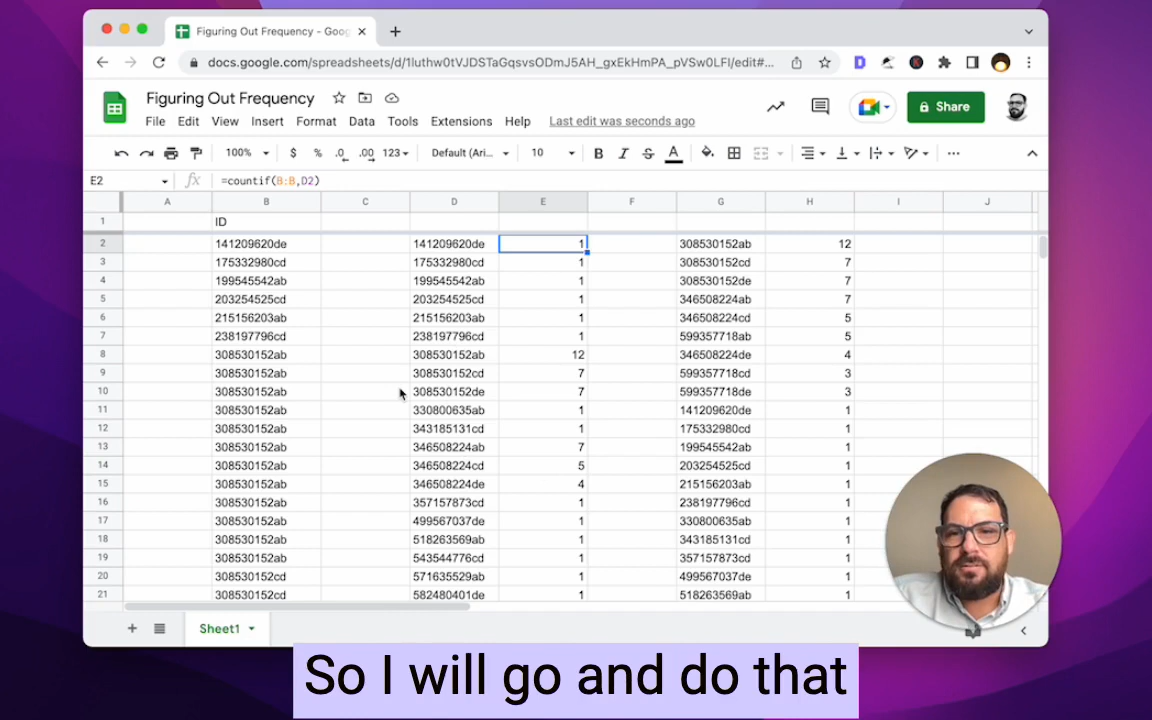 Figuring Out Frequency - Goog
docs.google.com/spreadsheets/d/1luthw0tVJDSTaGqsvsODmJ5AH_gxEkHmPA_pVSw0LFI/edit#...
Figuring Out Frequency
Share
File Edit View Insert Format Data Tools Extensions Help Last edit was seconds ago
100% $ % .0 .00 123 Default (Ari... 10 B I S A
E2 fx =countif(B:B,D2)
A B C D E F G H I J
1 ID
2 141209620de 141209620de 1 308530152ab 12
3 175332980cd 175332980cd 1 308530152cd 7
4 199545542ab 199545542ab 1 308530152de 7
5 203254525cd 203254525cd 1 346508224ab 7
6 215156203ab 215156203ab 1 346508224cd 5
7 238197796cd 238197796cd 1 599357718ab 5
8 308530152ab 308530152ab 12 346508224de 4
9 308530152ab 308530152cd 7 599357718cd 3
10 308530152ab 308530152de 7 599357718de 3
11 308530152ab 330800635ab 1 141209620de 1
12 308530152ab 343185131cd 1 175332980cd 1
13 308530152ab 346508224ab 7 199545542ab 1
14 308530152ab 346508224cd 5 203254525cd 1
15 308530152ab 346508224de 4 215156203ab 1
16 308530152ab 357157873cd 1 238197796cd 1
17 308530152ab 499567037de 1 330800635ab 1
18 308530152ab 518263569ab 1 343185131cd 1
19 308530152ab 543544776cd 1 357157873cd 1
20 308530152cd 571635529ab 1 499567037de 1
21 308530152cd 582480401de 1 518263569ab 1
Sheet1
So I will go and do that